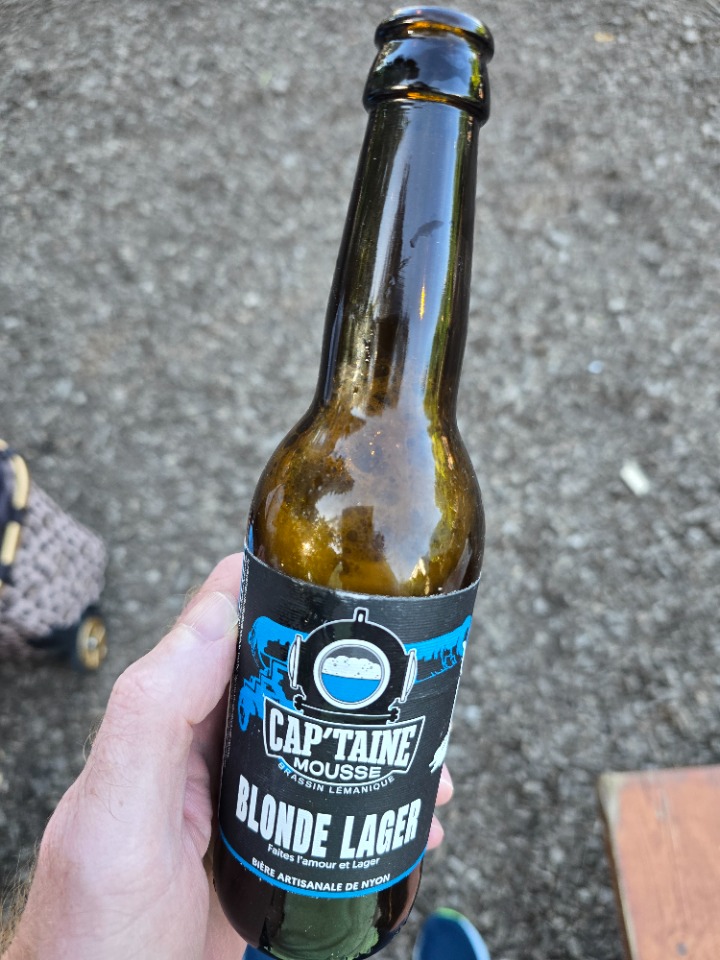 CAP'TAINE
MOUSSE
BRASSIN LÉMANIQUE
BLONDE LAGER
Faites l'amour et Lager
BIÈRE ARTISANALE DE NYON